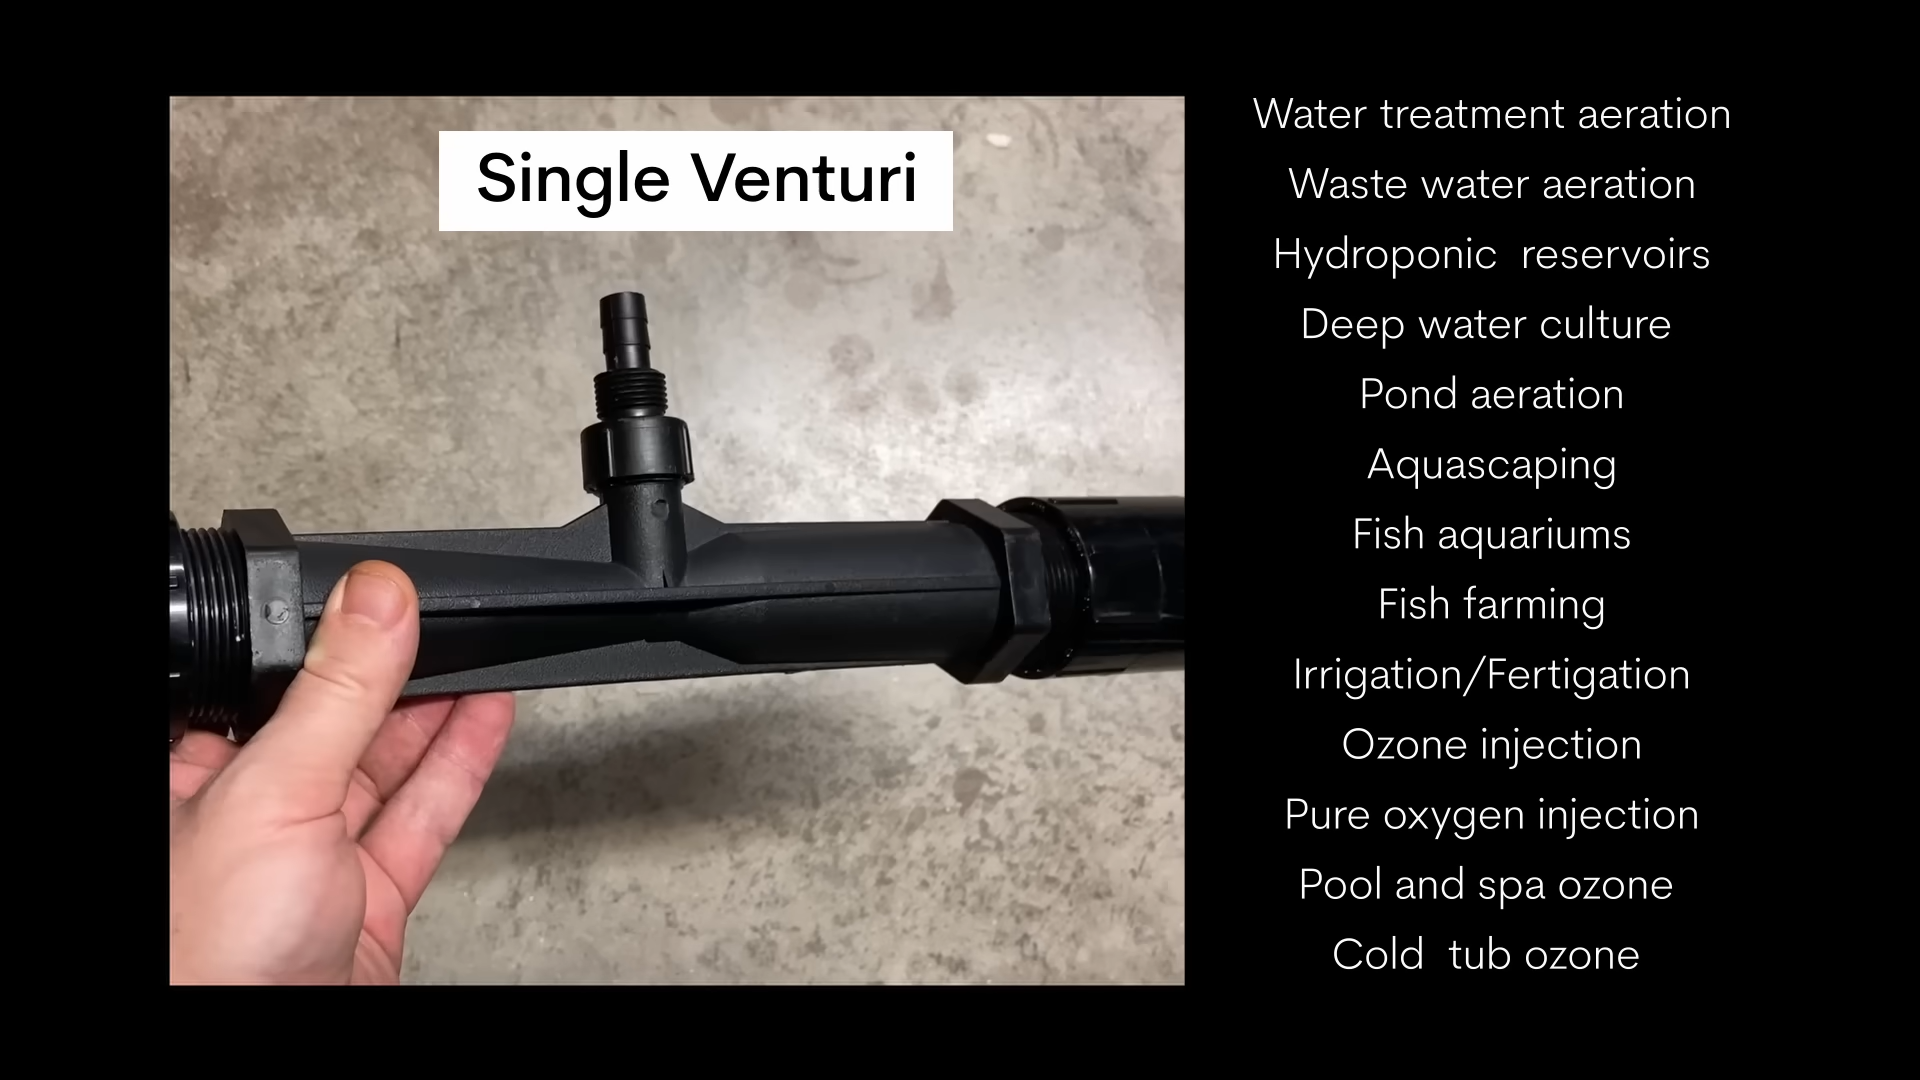 Single Venturi
Water treatment aeration
Waste water aeration
Hydroponic  reservoirs
Deep water culture
Pond aeration
Aquascaping
Fish aquariums
Fish farming
Irrigation/Fertigation
Ozone injection
Pure oxygen injection
Pool and spa ozone
Cold  tub ozone